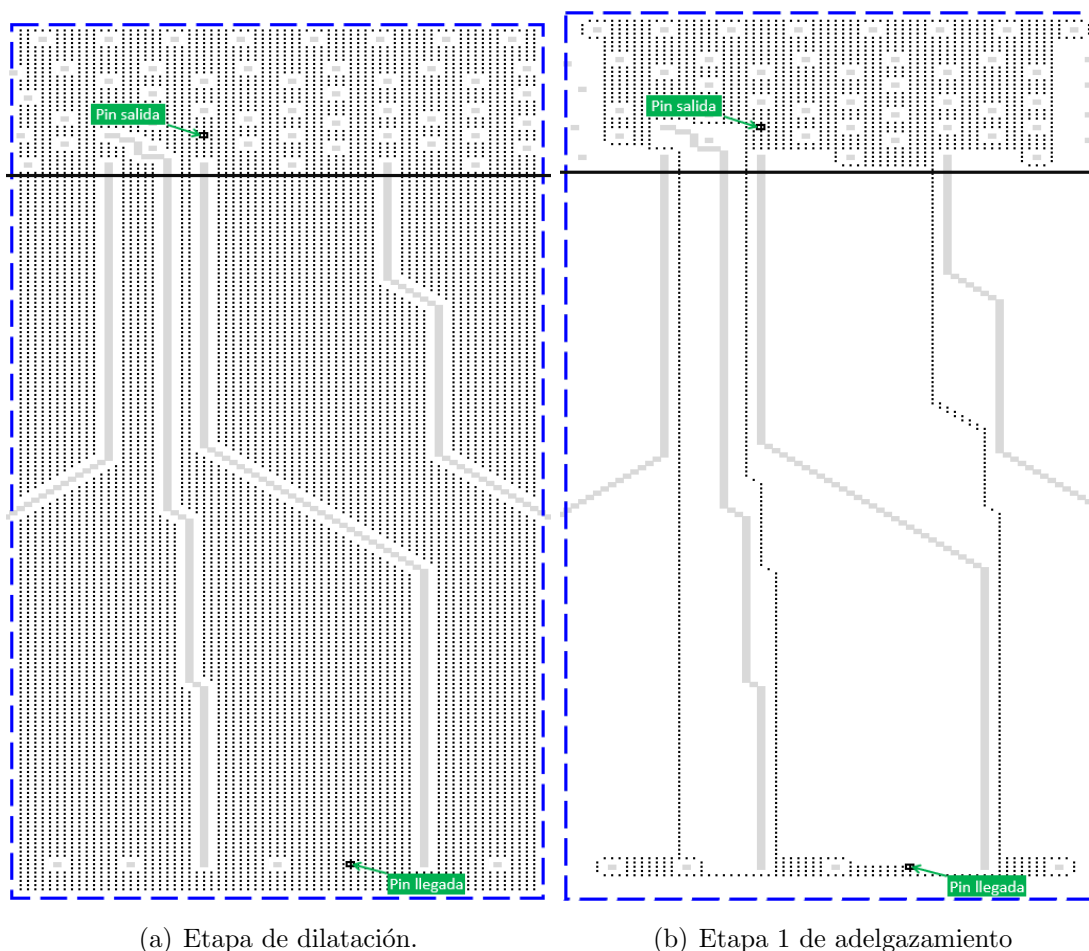 Pin salida
Pin salida
Pin llegada
Pin llegada
(a) Etapa de dilatación.
(b) Etapa 1 de adelgazamiento